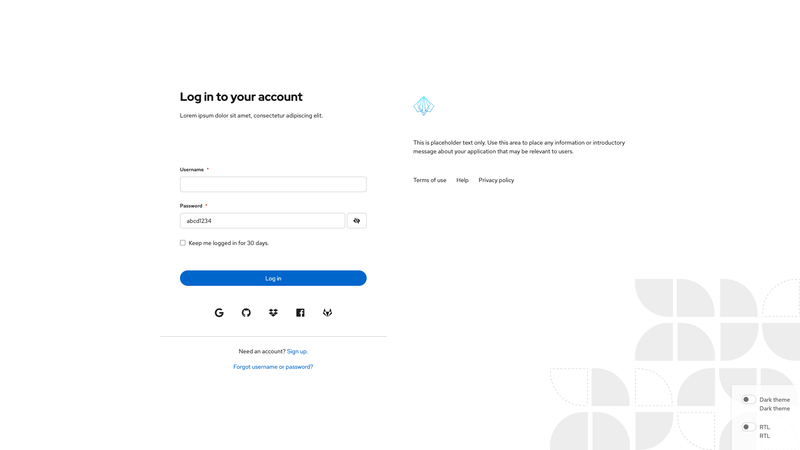 Log in to your account
Lorem ipsum dolor sit amet, consectetur adipiscing elit.
Username *
Password *
abcd1234
Keep me logged in for 30 days.
Log in
Need an account? Sign up.
Forgot username or password?
This is placeholder text only. Use this area to place any information or introductory
message about your application that may be relevant to users.
Terms of use Help Privacy policy
Dark theme
Dark theme
RTL
RTL